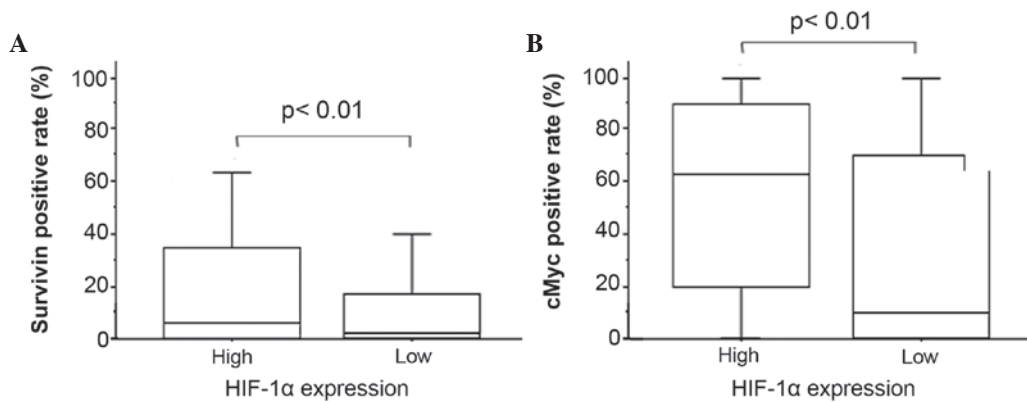 A
Survivin positive rate (%)
100
80
60
40
20
0
p< 0.01
High
Low
HIF-1α expression
B
cMyc positive rate (%)
100
80
60
40
20
0
p< 0.01
High
Low
HIF-1α expression